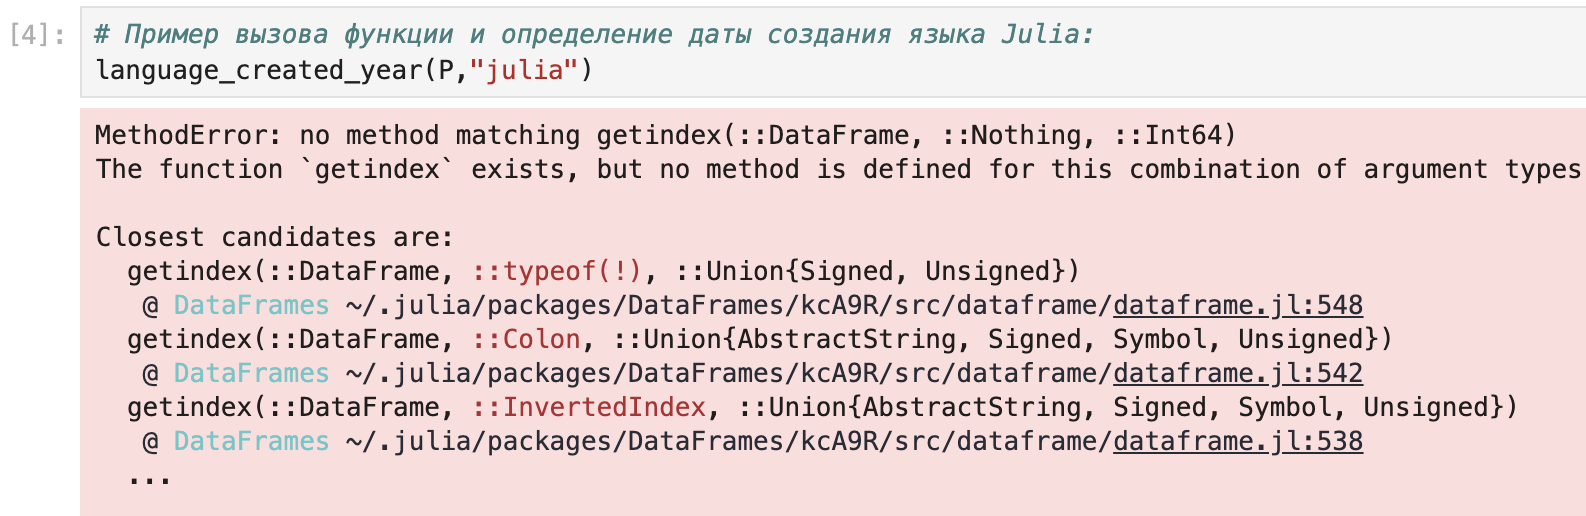 [4]: # Пример вызова функции и определение даты создания языка Julia:
language_created_year(P,"julia")
MethodError: no method matching getindex(::DataFrame, ::Nothing, ::Int64)
The function `getindex` exists, but no method is defined for this combination of argument types
Closest candidates are:
  getindex(::DataFrame, ::typeof(!), ::Union{Signed, Unsigned})
   @ DataFrames ~/.julia/packages/DataFrames/kcA9R/src/dataframe/dataframe.jl:548
  getindex(::DataFrame, ::Colon, ::Union{AbstractString, Signed, Symbol, Unsigned})
   @ DataFrames ~/.julia/packages/DataFrames/kcA9R/src/dataframe/dataframe.jl:542
  getindex(::DataFrame, ::InvertedIndex, ::Union{AbstractString, Signed, Symbol, Unsigned})
   @ DataFrames ~/.julia/packages/DataFrames/kcA9R/src/dataframe/dataframe.jl:538
  ...